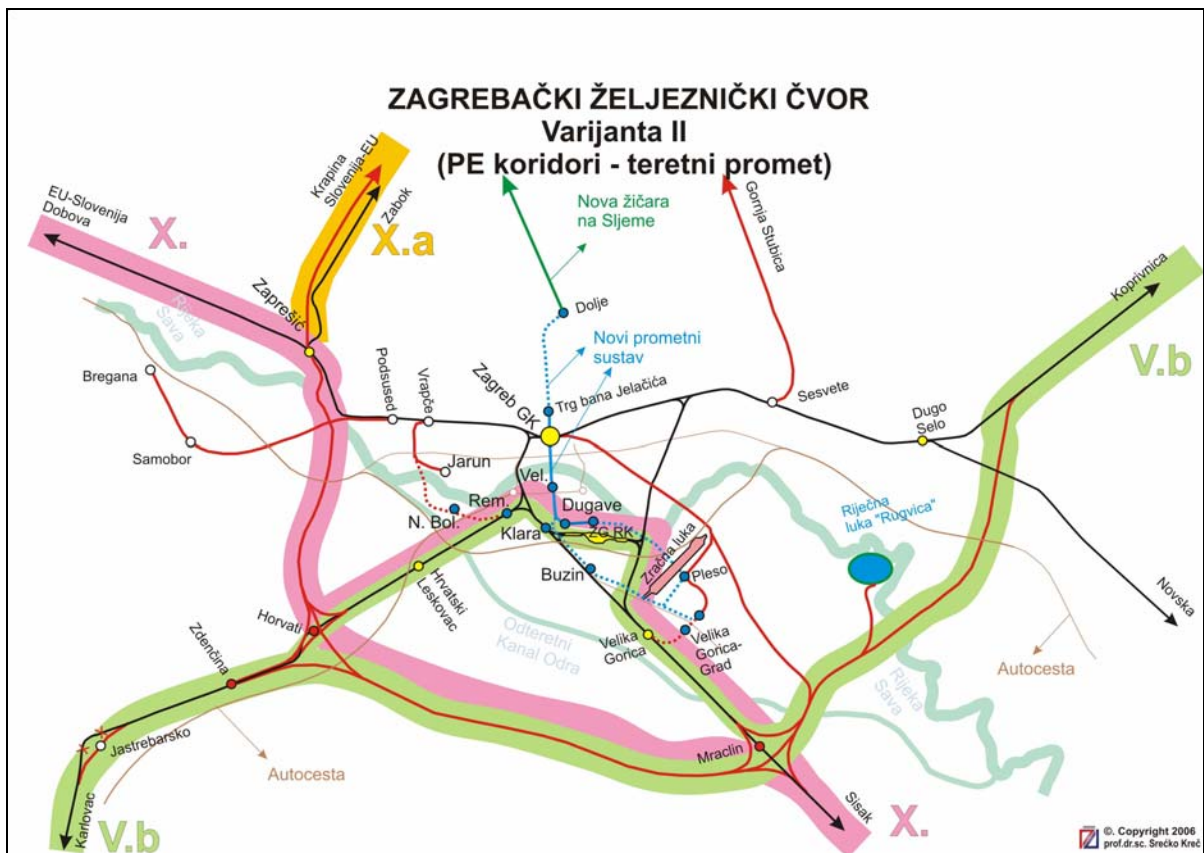 ZAGREBAČKI ŽELJEZNIČKI ČVOR
Varijanta II
(PE koridori - teretni promet)
Krapina
Slovenija-EU
Zabok
EU-Slovenija
Dobova
X.
X.a
Nova žičara
na Sljeme
Gornja Stubica
Koprivnica
V.b
Zaprešić
Rijeka
Sava
Dolje
Novi prometni
sustav
Bregana
Podsused
Vrapče
Zagreb GK
Trg bana Jelačića
Sesvete
Dugo
Selo
Samobor
Jarun
Vel.
Rem.
Dugave
N. Bol.
Klara
ZG RK
Riječna
luka "Rugvica"
Zračna luka
Buzin
Pleso
Hrvatski
Leskovac
Novska
Horvati
Odteretni
Kanal Odra
Velika
Gorica
Velika
Gorica-
Grad
Zdenčina
Rijeka
Sava
Autocesta
Jastrebarsko
Mraclin
Autocesta
Karlovac
V.b
Sisak
X.
©. Copyright 2006
prof.dr.sc. Srećko Kreč